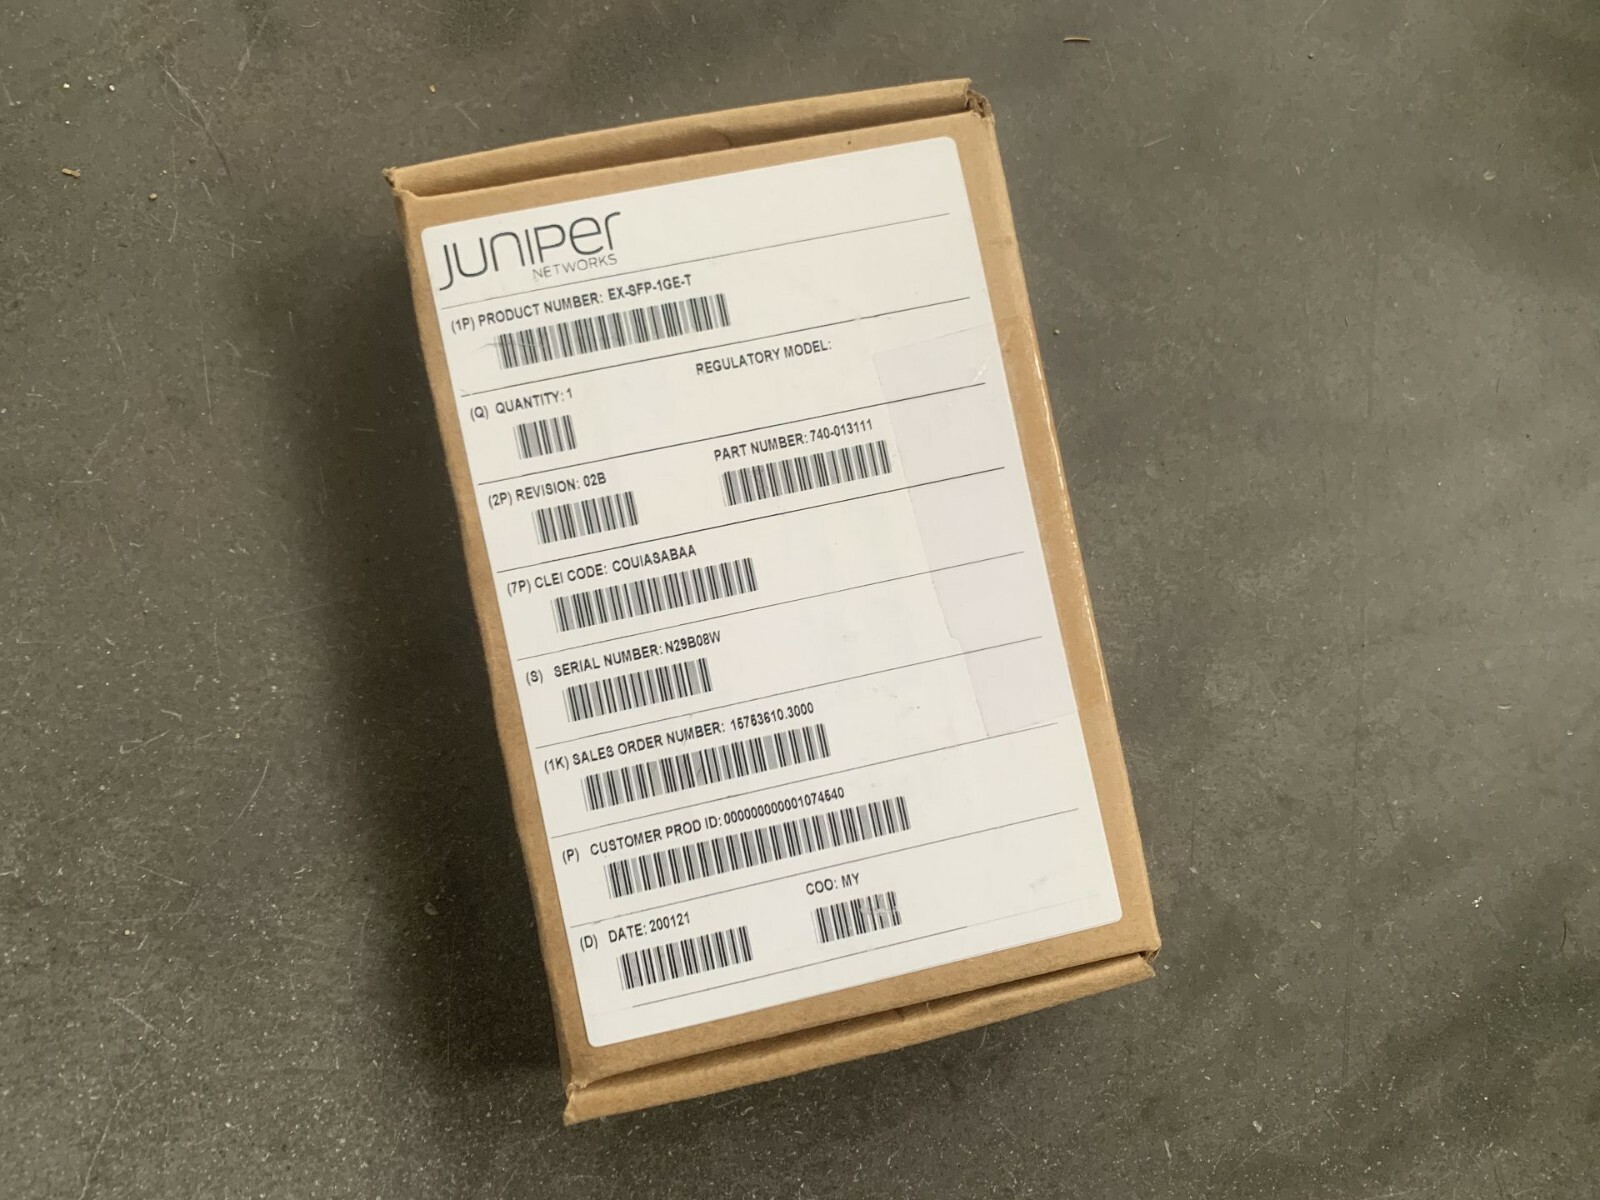 JUNIPER
NETWORKS
(1P) PRODUCT NUMBER: EX-SFP-1GE-T
(Q) QUANTITY: 1
REGULATORY MODEL:
(2P) REVISION: 02B
PART NUMBER: 740-013111
(7P) CLEI CODE: COUIASABAA
(S) SERIAL NUMBER: N29B08W
(1K) SALES ORDER NUMBER: 15753610.3000
(P) CUSTOMER PROD ID: 000000000001074540
(D) DATE: 200121
COO: MY